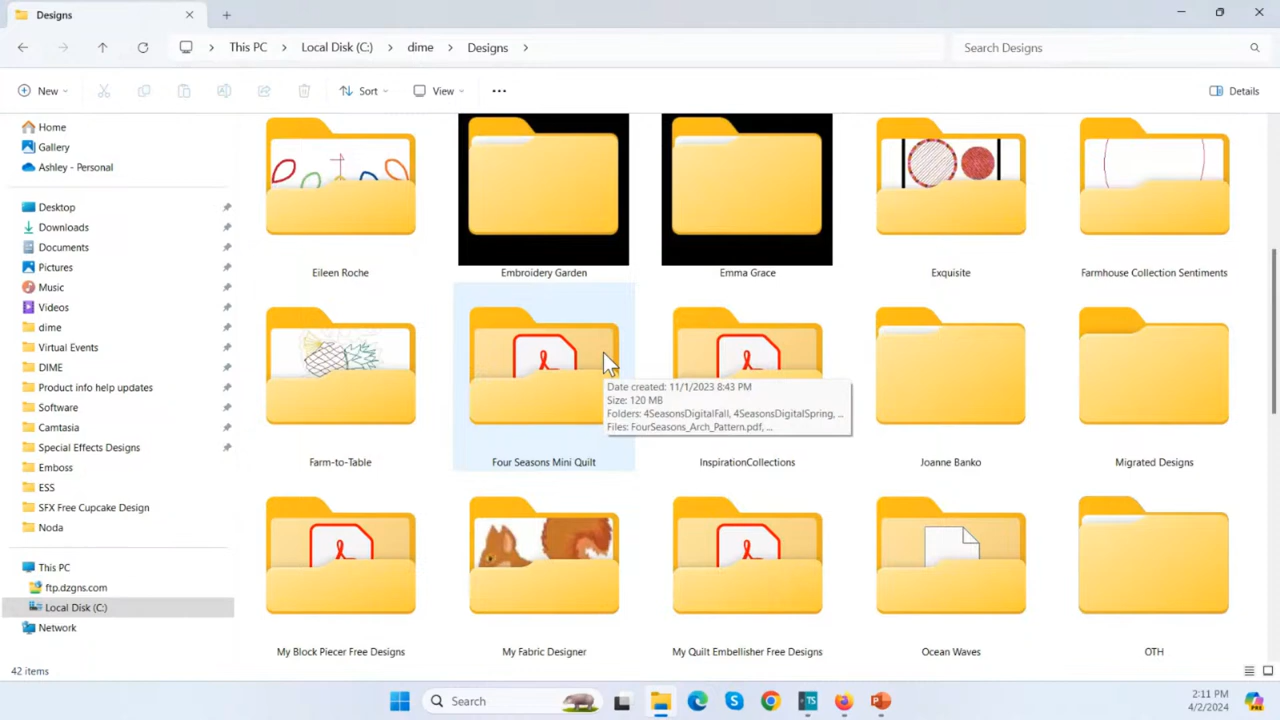 Designs
This PC
Local Disk (C:)
dime
Designs
Search Designs
New
Sort
View
Details
Home
Gallery
Ashley - Personal
Desktop
Downloads
Documents
Pictures
Music
Videos
dime
Virtual Events
DIME
Product info help updates
Software
Camtasia
Special Effects Designs
Emboss
ESS
SFX Free Cupcake Design
Noda
This PC
ftp.dzgns.com
Local Disk (C:)
Network
Eileen Roche
Embroidery Garden
Emma Grace
Exquisite
Farmhouse Collection Sentiments
Date created: 11/1/2023 8:43 PM
Size: 120 MB
Folders: 4SeasonsDigitalFall, 4SeasonsDigitalSpring, ...
Files: FourSeasons_Arch_Pattern.pdf, ...
Farm-to-Table
Four Seasons Mini Quilt
InspirationCollections
Joanne Banko
Migrated Designs
My Block Piecer Free Designs
My Fabric Designer
My Quilt Embellisher Free Designs
Ocean Waves
OTH
42 items
Search
TS
2:11 PM
4/2/2024